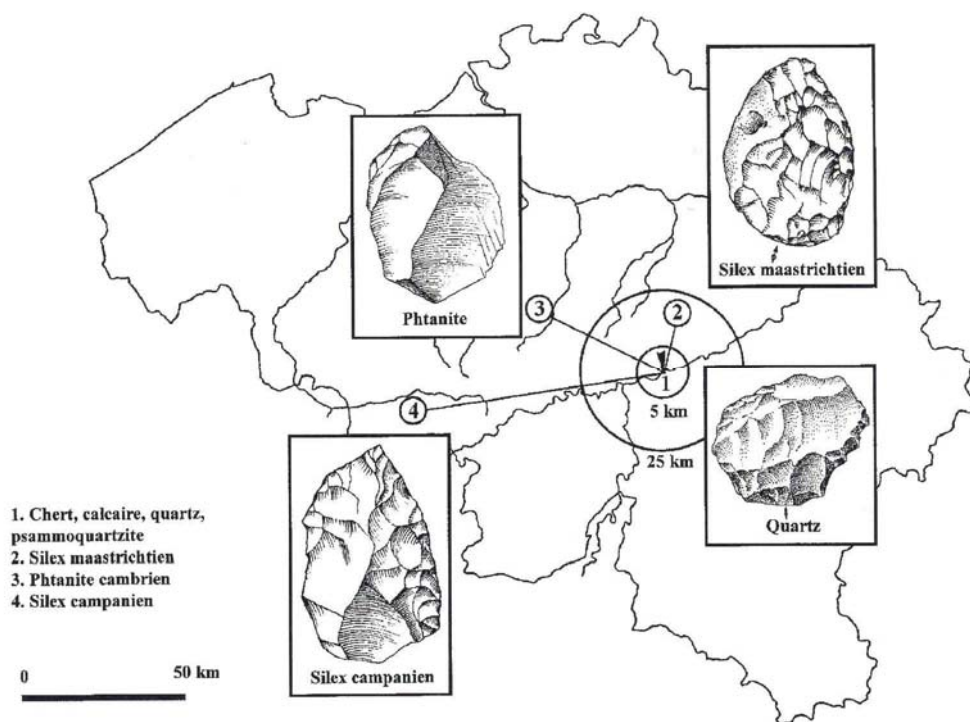 Silex maastrichtien
Phtanite
3
2
1
4
5 km
25 km
Quartz
1. Chert, calcaire, quartz,
psammoquartzite
2. Silex maastrichtien
3. Phtanite cambrien
4. Silex campanien
0 50 km
Silex campanien